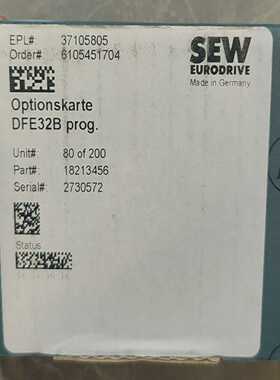 EPL# 37105805
Order# 6105451704
SEW
EURODRIVE
Made in Germany
Optionskarte
DFE32B prog.
Unit# 80 of 200
Part# 18213456
Serial# 2730572
Status